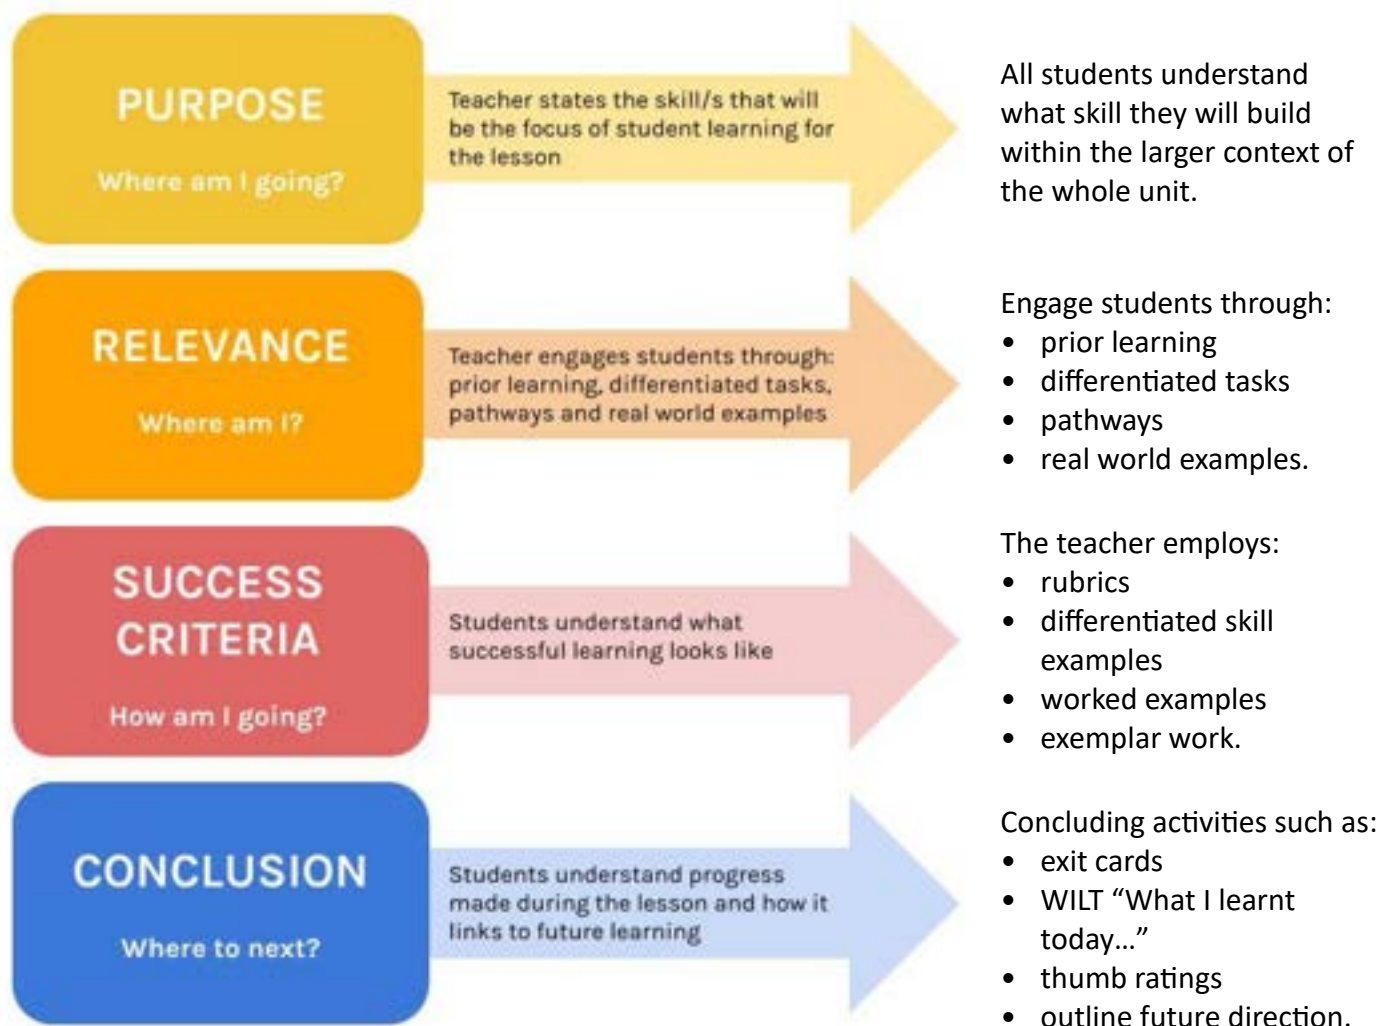 PURPOSE
Where am I going?
Teacher states the skill/s that will
be the focus of student learning for
the lesson
All students understand
what skill they will build
within the larger context of
the whole unit.
RELEVANCE
Where am I?
Teacher engages students through:
prior learning, differentiated tasks,
pathways and real world examples
Engage students through:
• prior learning
• differentiated tasks
• pathways
• real world examples.
SUCCESS
CRITERIA
How am I going?
Students understand what
successful learning looks like
The teacher employs:
• rubrics
• differentiated skill
examples
• worked examples
• exemplar work.
CONCLUSION
Where to next?
Students understand progress
made during the lesson and how it
links to future learning
Concluding activities such as:
• exit cards
• WILT “What I learnt
today…”
• thumb ratings
• outline future direction.